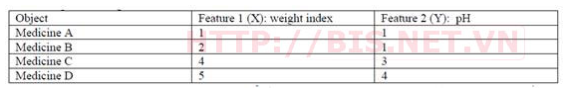 Object Feature 1 (X): weight index Feature 2 (Y): pH
Medicine A 1 1
Medicine B 2 1
Medicine C 4 3
Medicine D 5 4
HTTP://BIS.NET.VN